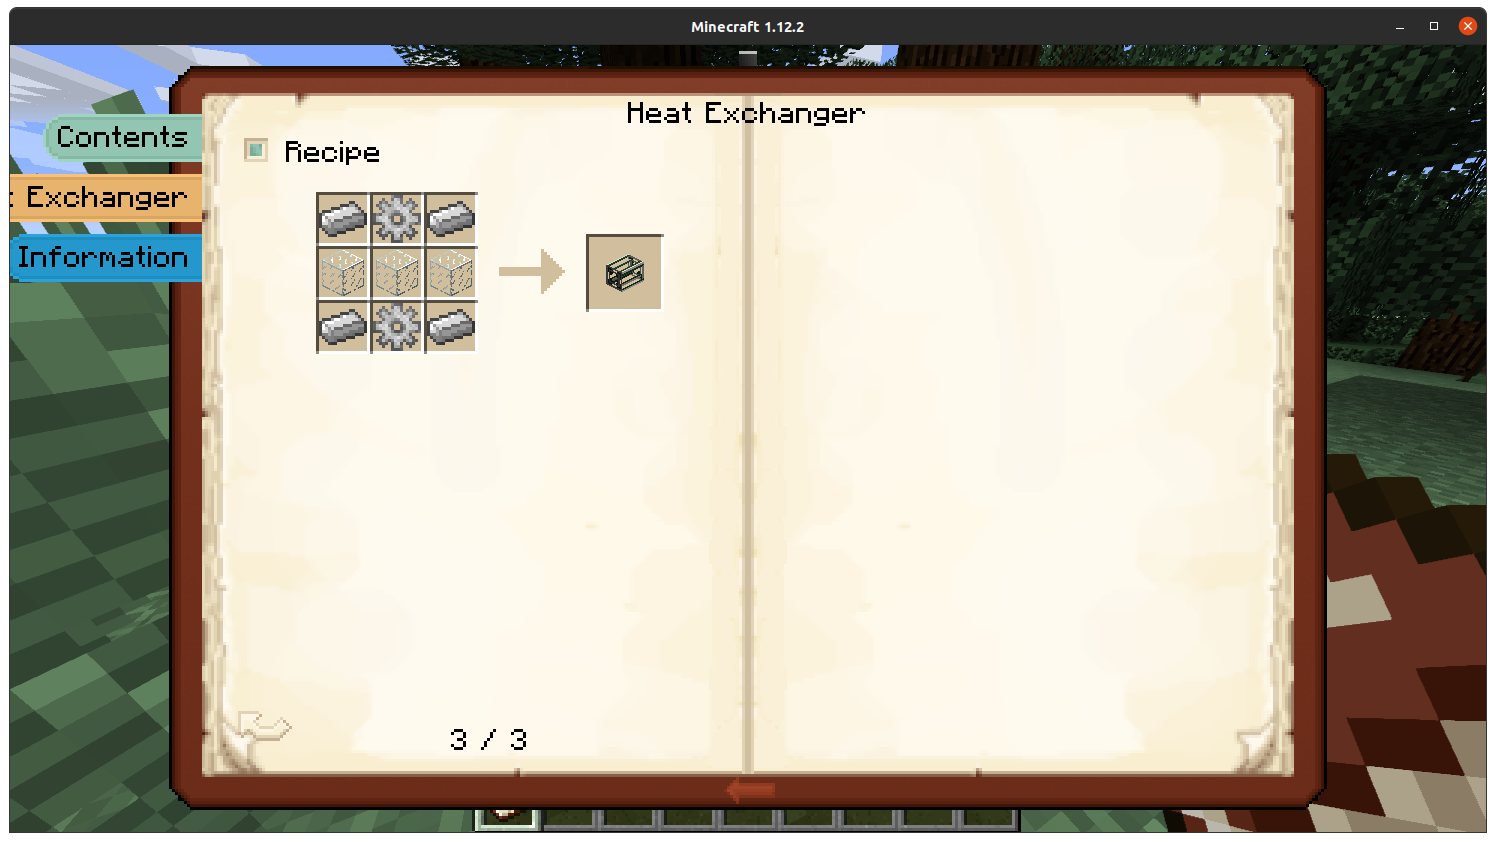 Minecraft 1.12.2
Heat Exchanger
Contents
Recipe
: Exchanger
Information
3 / 3